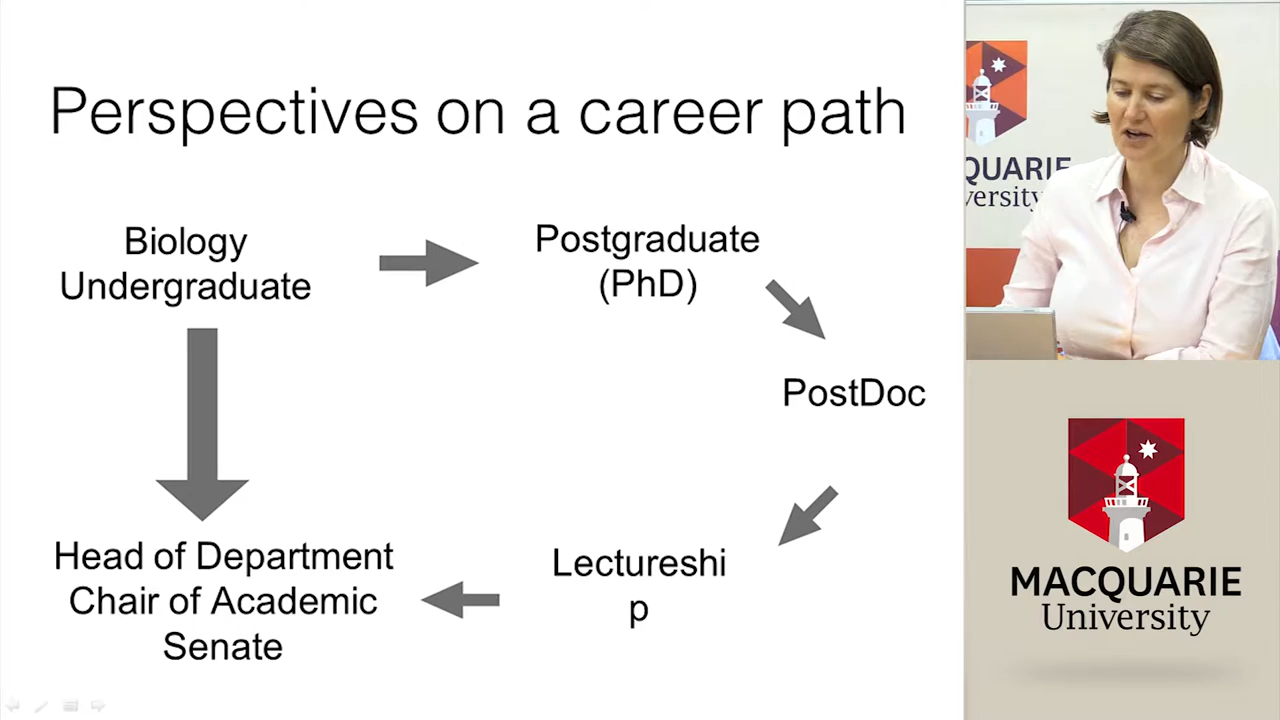 Perspectives on a career path
Biology
Undergraduate
Postgraduate
(PhD)
PostDoc
Lectureshi
p
Head of Department
Chair of Academic
Senate
QUARIE
versity
MACQUARIE
University